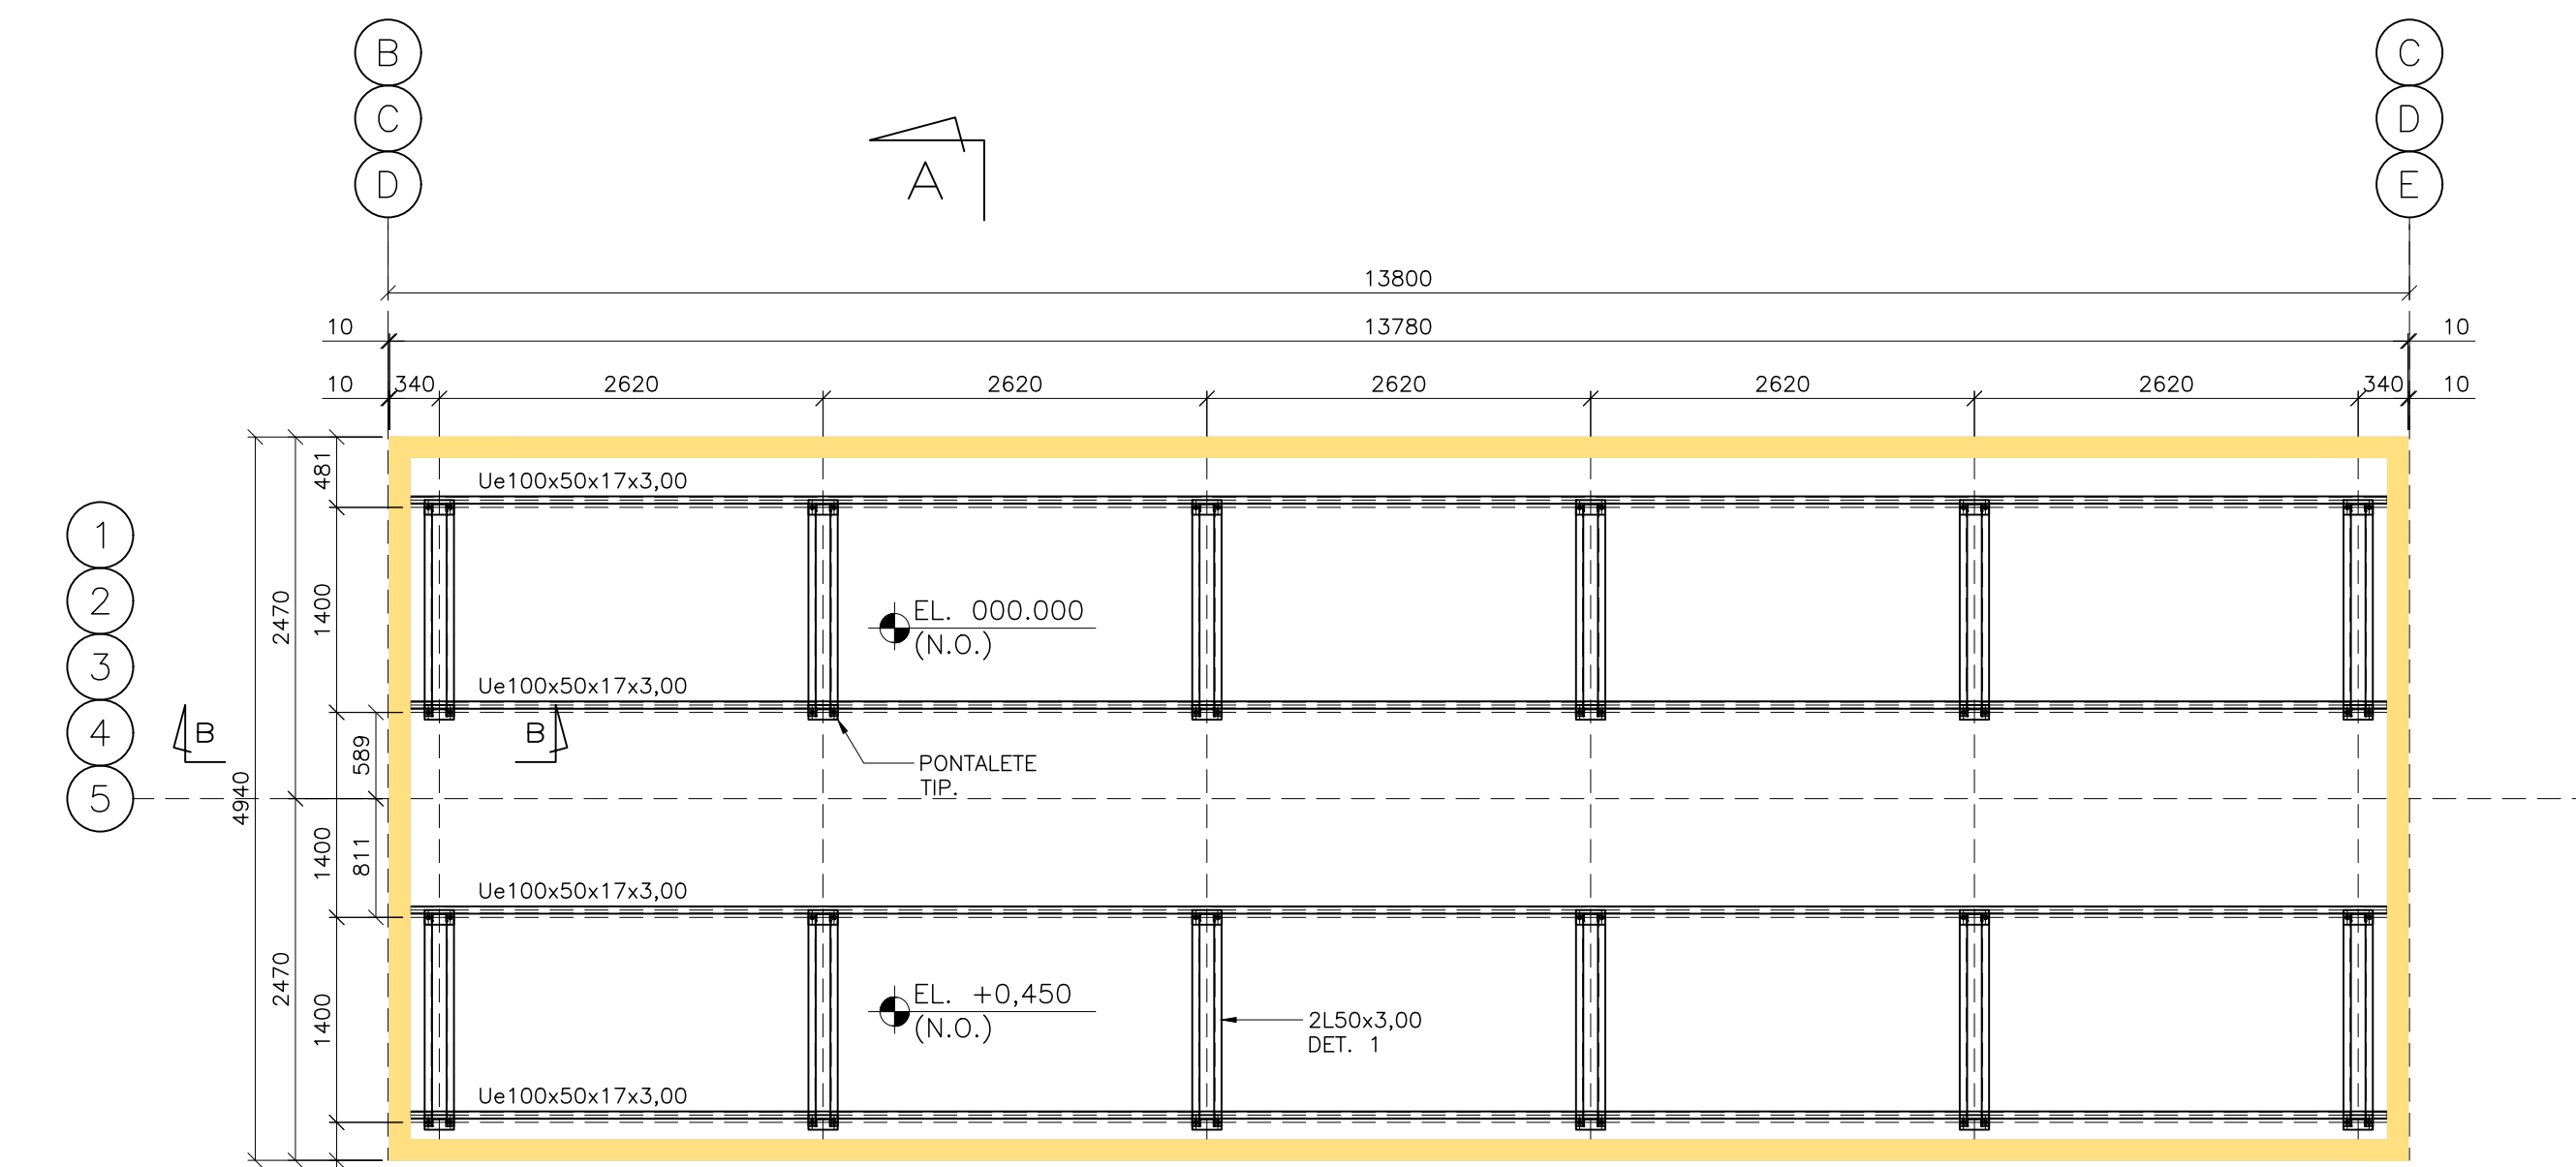 B
C
C
D
D
E
A
13800
10
13780
10
10
340
2620
2620
2620
2620
2620
340
10
481
Ue100x50x17x3,00
1
2
3
4
5
2470
1400
EL. 000.000
(N.O.)
Ue100x50x17x3,00
B
B
589
PONTALETE
TIP.
4940
1400
811
Ue100x50x17x3,00
2470
1400
EL. +0,450
(N.O.)
2L50x3,00
DET. 1
Ue100x50x17x3,00